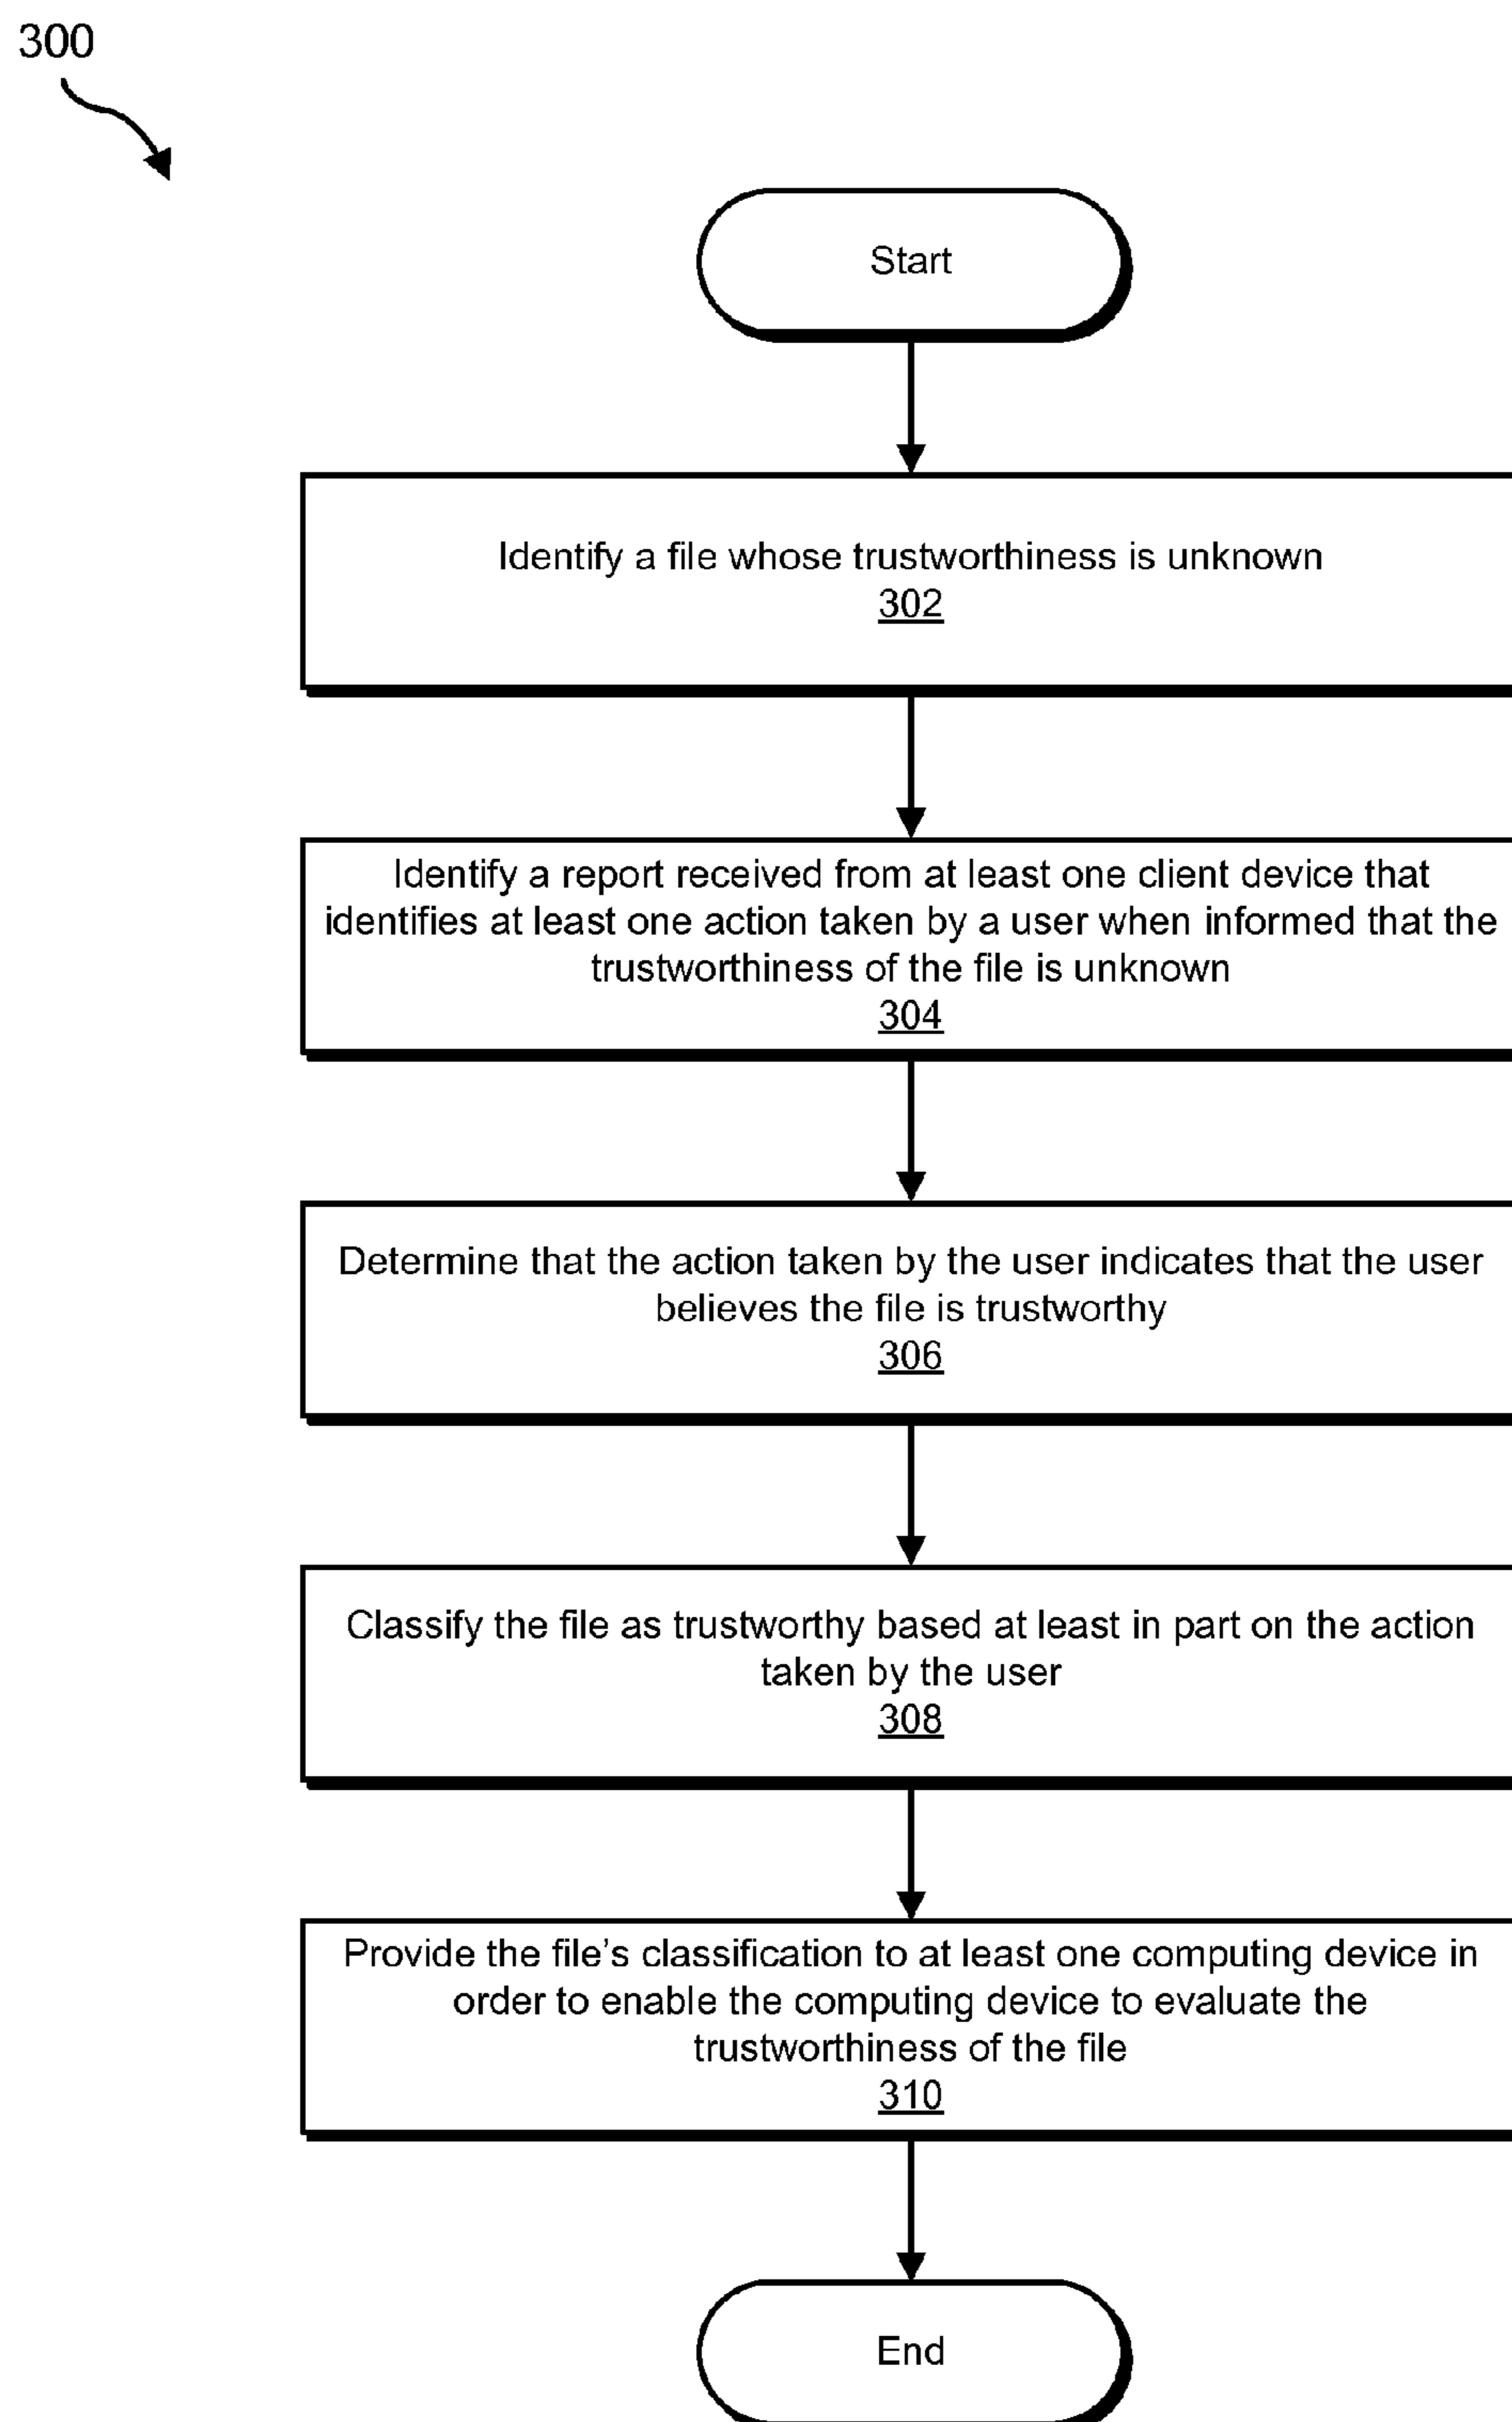 300
Start
Identify a file whose trustworthiness is unknown
302
Identify a report received from at least one client device that
identifies at least one action taken by a user when informed that the
trustworthiness of the file is unknown
304
Determine that the action taken by the user indicates that the user
believes the file is trustworthy
306
Classify the file as trustworthy based at least in part on the action
taken by the user
308
Provide the file’s classification to at least one computing device in
order to enable the computing device to evaluate the
trustworthiness of the file
310
End